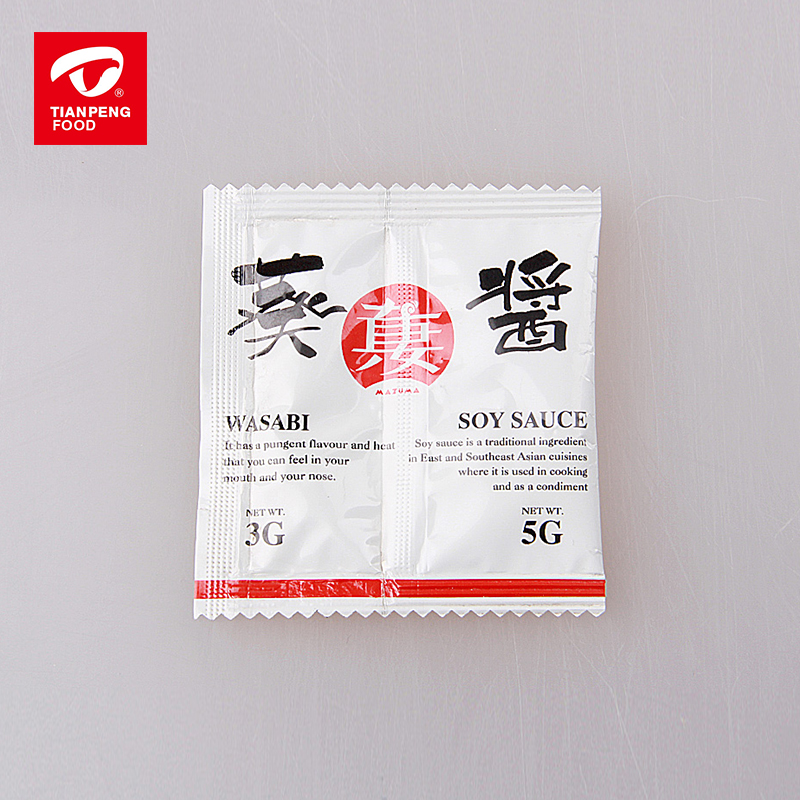 TIANPENG
FOOD
®
葵
醬
MAZUMA
WASABI
It has a pungent flavour and heat
that you can feel in your
mouth and your nose.
NET WT.
3G
SOY SAUCE
Soy sauce is a traditional ingredient
in East and Southeast Asian cuisines
where it is used in cooking
and as a condiment
NET WT.
5G